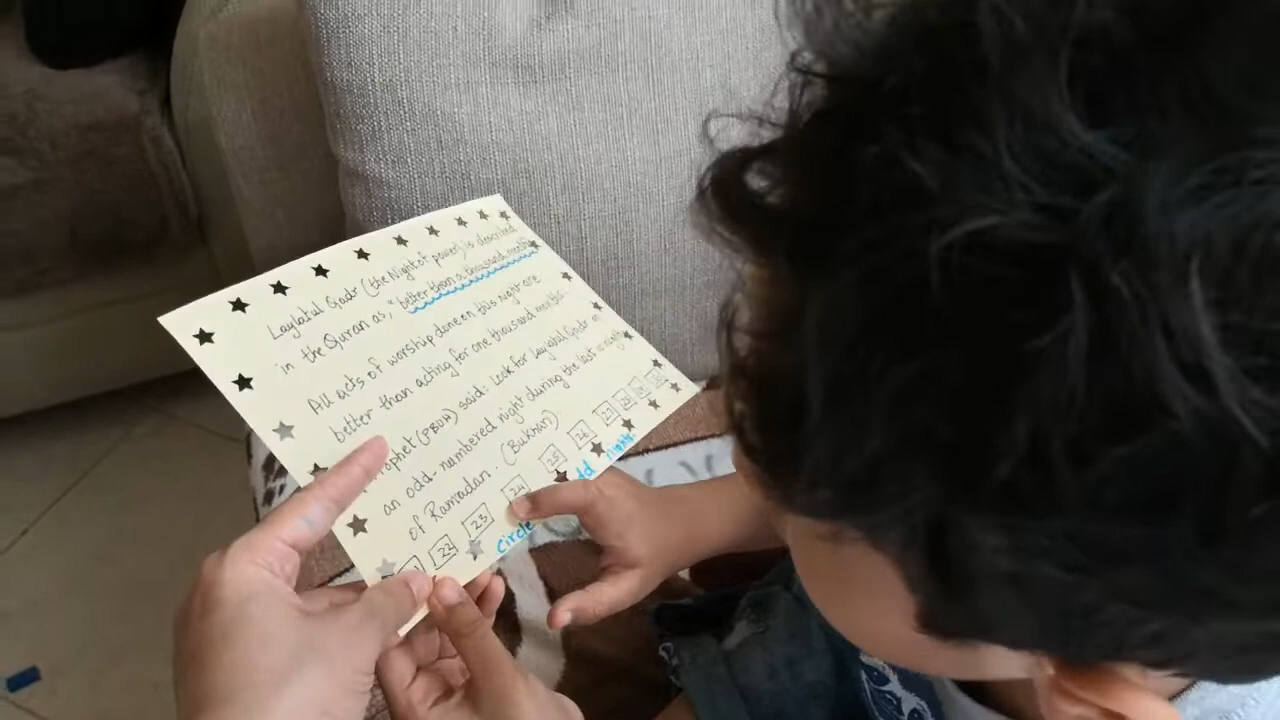 Laylatul Qadr (the Night of power) is described
in the Quran as, "better than a thousand months
All acts of worship done on this night are
better than acting for one thousand months.
Prophet (PBUH) said: Look for Laylatul Qadr on
an odd-numbered night during the last
of Ramadan. (Bukhari)
22 23 24 25 26 27 28 29
Circle odd nights